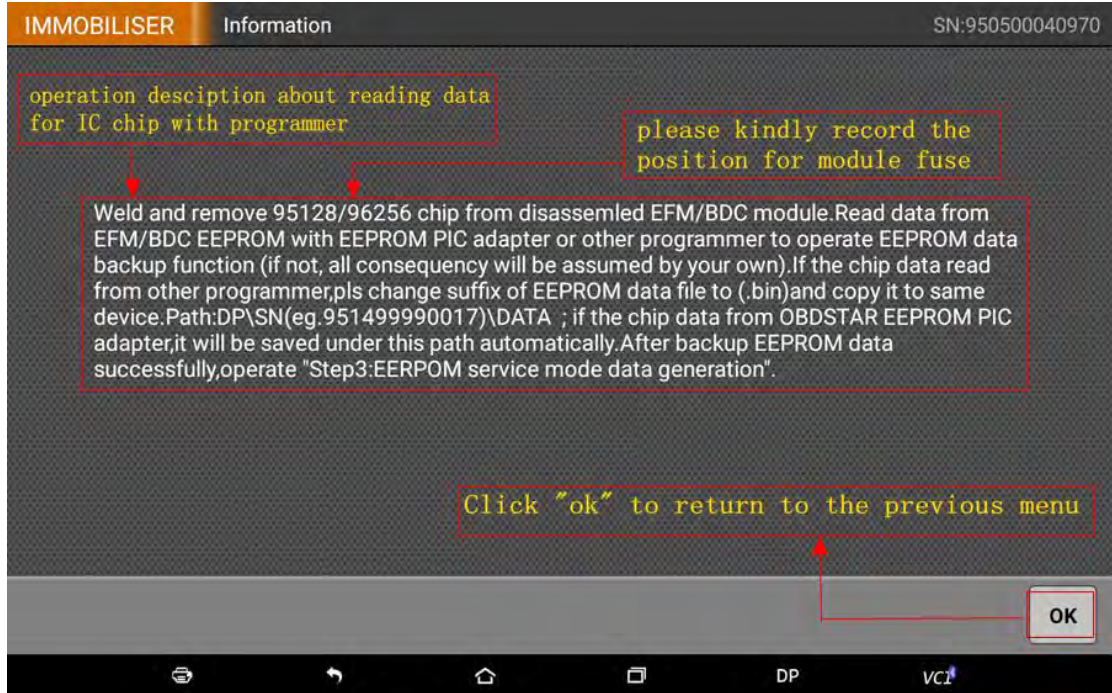 IMMOBILISER Information SN:950500040970
operation desciption about reading data
for IC chip with programmer
please kindly record the
position for module fuse
Weld and remove 95128/96256 chip from disassemled EFM/BDC module.Read data from
EFM/BDC EEPROM with EEPROM PIC adapter or other programmer to operate EEPROM data
backup function (if not, all consequency will be assumed by your own).If the chip data read
from other programmer,pls change suffix of EEPROM data file to (.bin)and copy it to same
device.Path:DP\SN(eg.951499990017)\DATA ; if the chip data from OBDSTAR EEPROM PIC
adapter,it will be saved under this path automatically.After backup EEPROM data
successfully,operate "Step3:EERPOM service mode data generation".
Click "ok" to return to the previous menu
OK
DP VCI